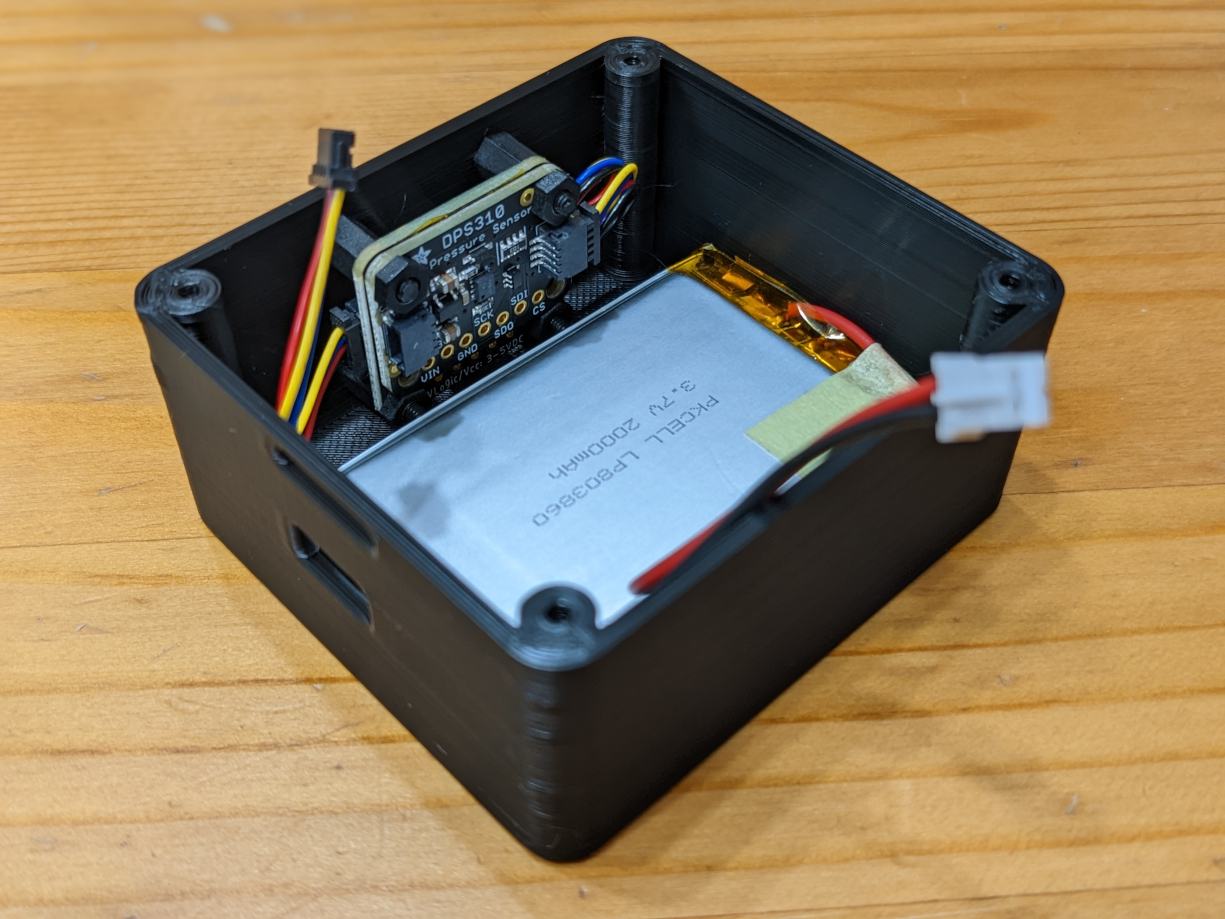 DPS310
Pressure Sensor
SCK
SDI
VIN
GND
SDO
CS
VLogic/Vcc: 3-5VDC
PKCELL LP803860
3.7V 2000mAh